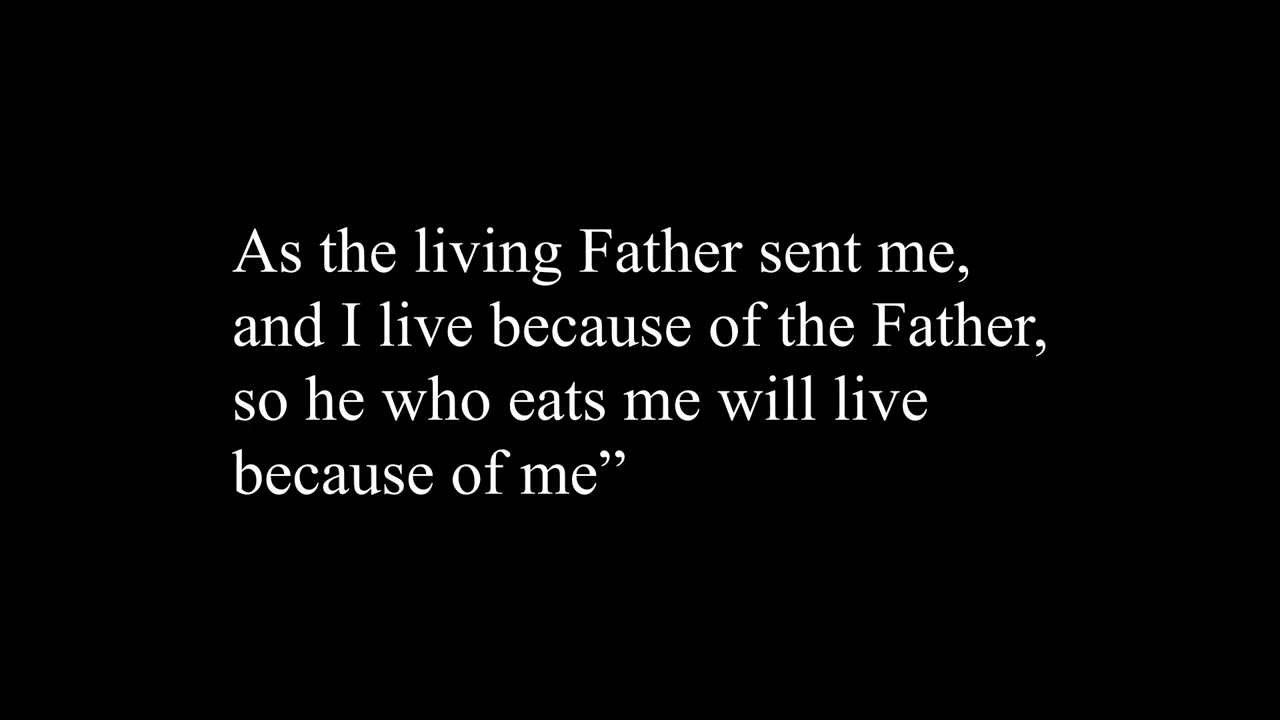 As the living Father sent me,
and I live because of the Father,
so he who eats me will live
because of me”